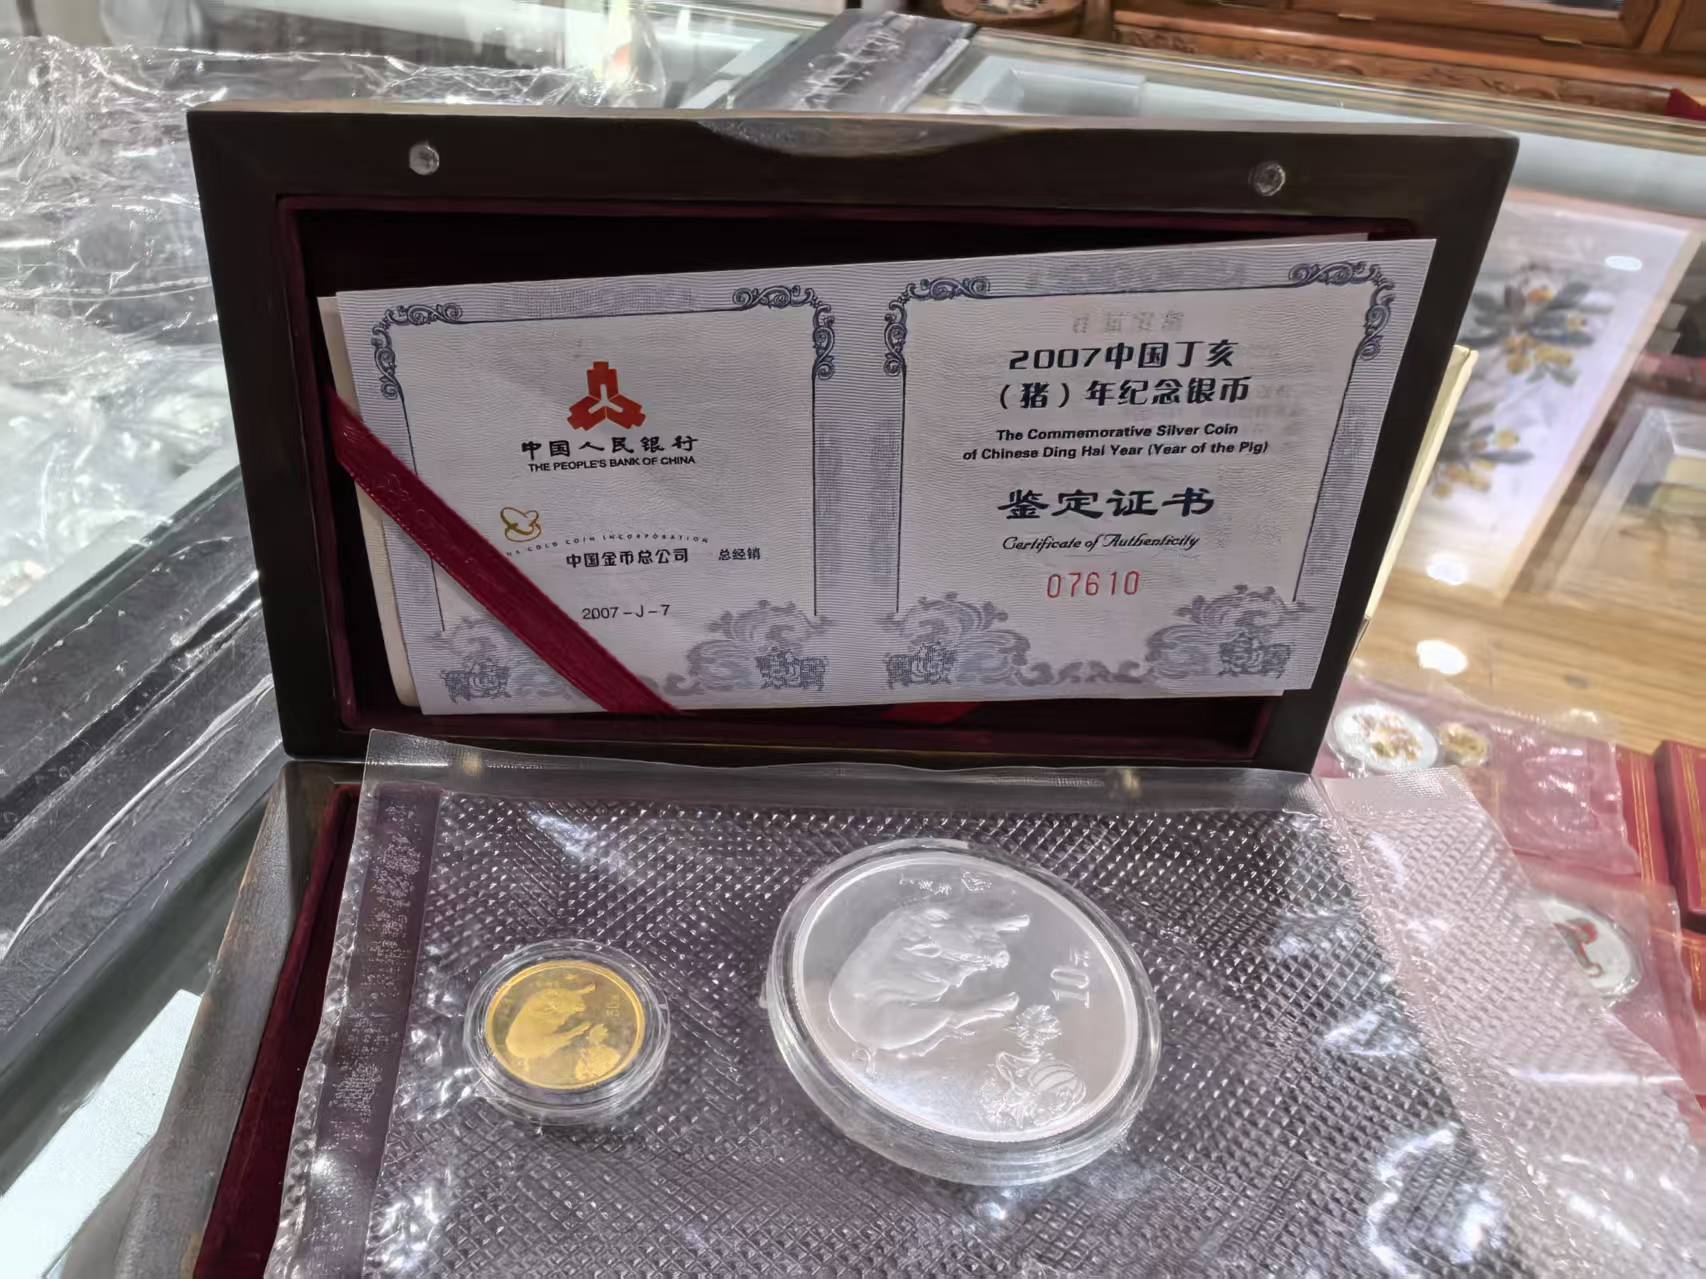 中国人民银行
THE PEOPLE'S BANK OF CHINA
GOLD COIN INCORPORATION
中国金币总公司 总经销
2007-J-7
2007中国丁亥
(猪)年纪念银币
The Commemorative Silver Coin
of Chinese Ding Hai Year (Year of the Pig)
鉴定证书
Certificate of Authenticity
07610
10元